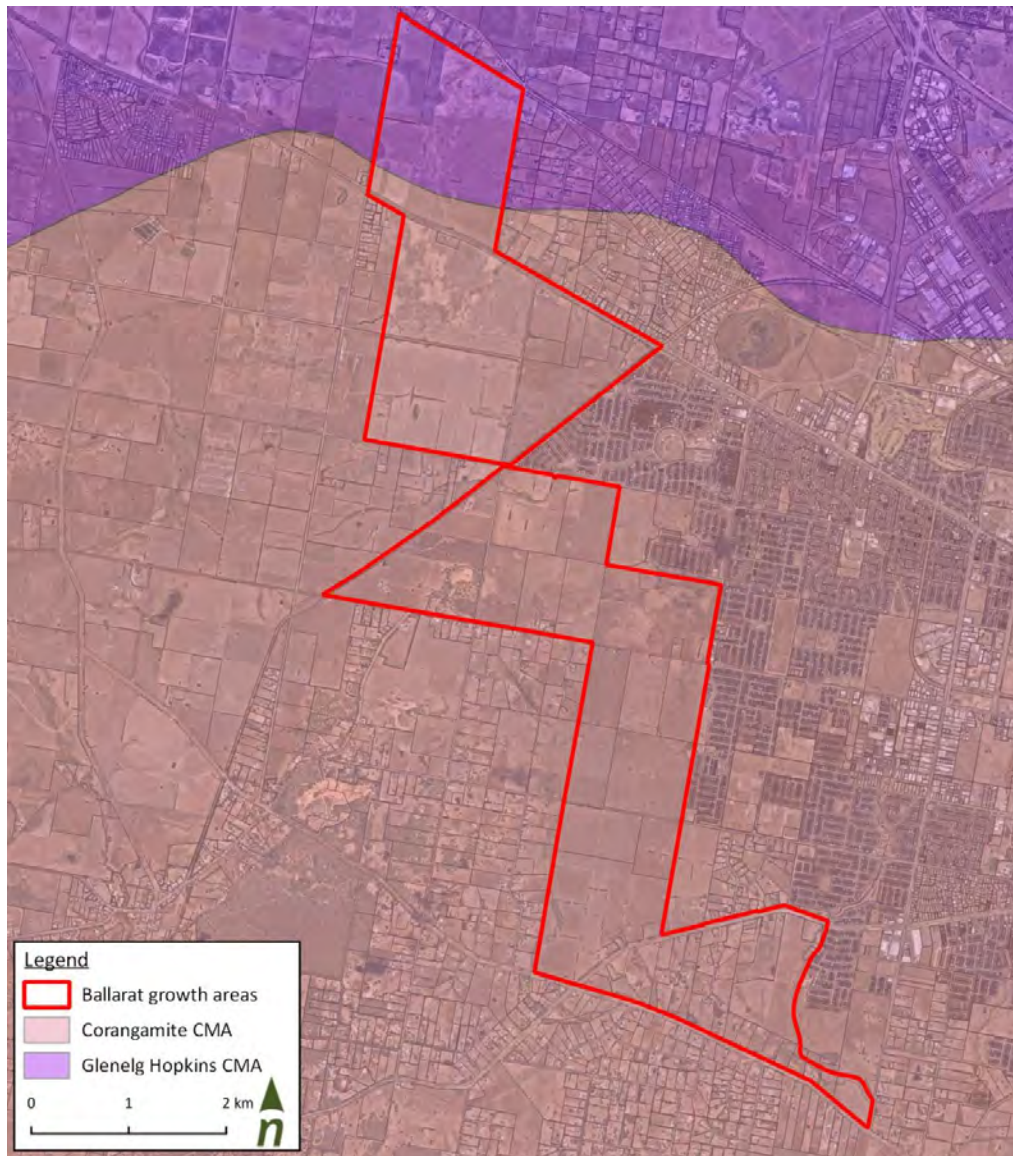 Legend
Ballarat growth areas
Corangamite CMA
Glenelg Hopkins CMA
0 1 2 km
n